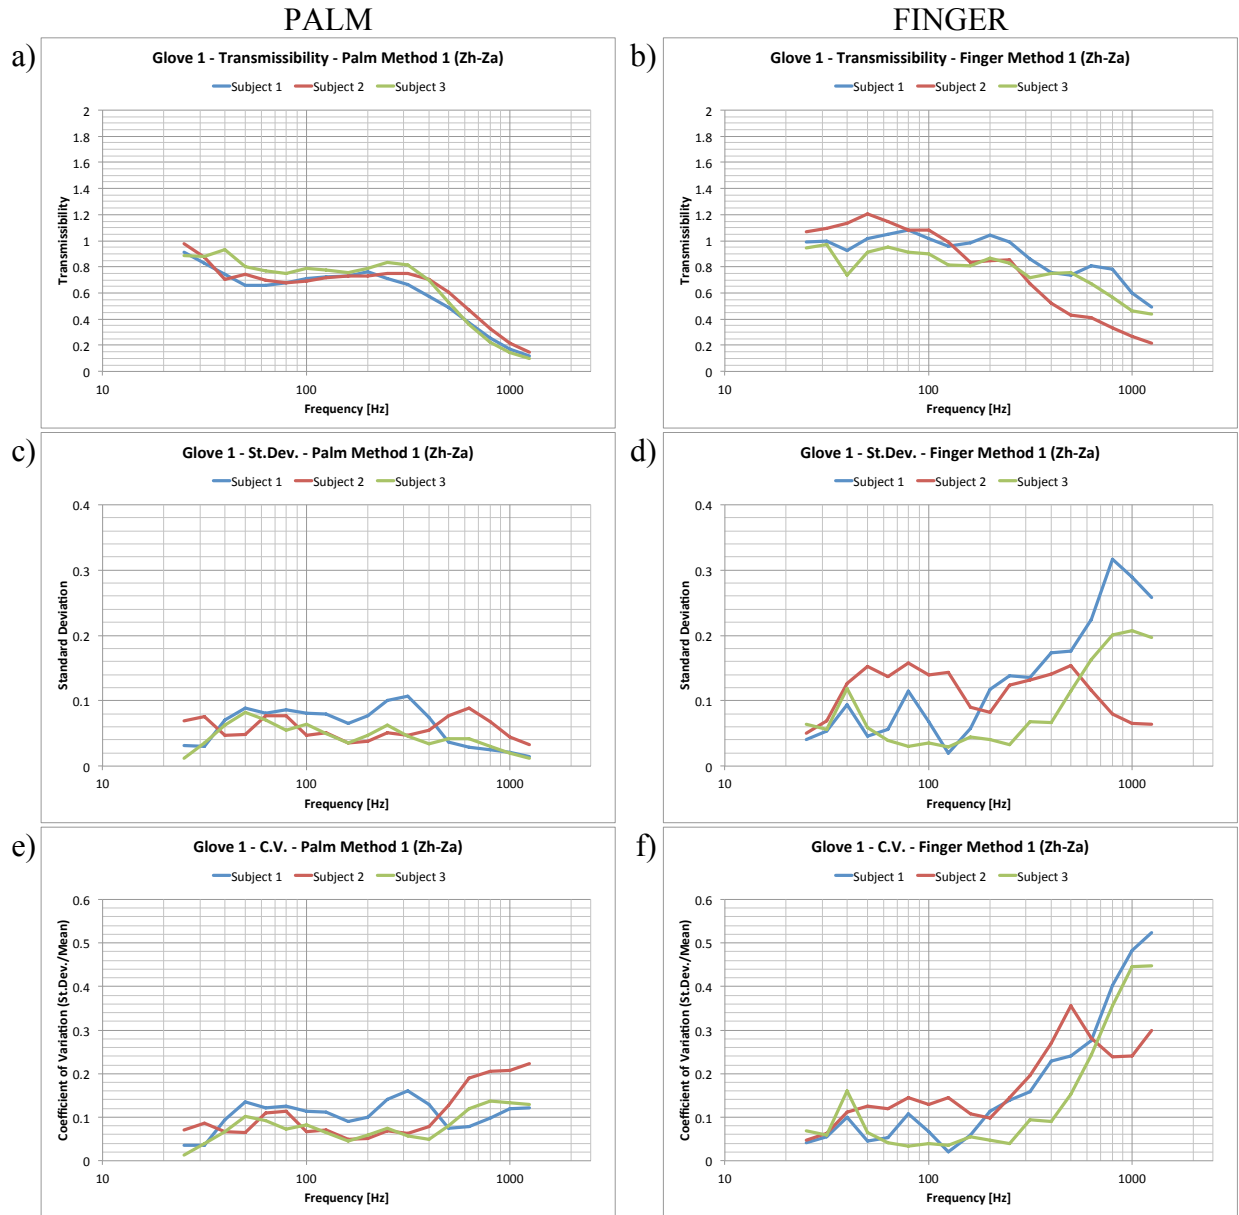 PALM
FINGER
a)
Glove 1 - Transmissibility - Palm Method 1 (Zh-Za)
Subject 1 Subject 2 Subject 3
Transmissibility
2
1.8
1.6
1.4
1.2
1
0.8
0.6
0.4
0.2
0
10 100 1000
Frequency [Hz]
b)
Glove 1 - Transmissibility - Finger Method 1 (Zh-Za)
Subject 1 Subject 2 Subject 3
Transmissibility
2
1.8
1.6
1.4
1.2
1
0.8
0.6
0.4
0.2
0
10 100 1000
Frequency [Hz]
c)
Glove 1 - St.Dev. - Palm Method 1 (Zh-Za)
Subject 1 Subject 2 Subject 3
Standard Deviation
0.4
0.3
0.2
0.1
0
10 100 1000
Frequency [Hz]
d)
Glove 1 - St.Dev. - Finger Method 1 (Zh-Za)
Subject 1 Subject 2 Subject 3
Standard Deviation
0.4
0.3
0.2
0.1
0
10 100 1000
Frequency [Hz]
e)
Glove 1 - C.V. - Palm Method 1 (Zh-Za)
Subject 1 Subject 2 Subject 3
Coefficient of Variation (St.Dev./Mean)
0.6
0.5
0.4
0.3
0.2
0.1
0
10 100 1000
Frequency [Hz]
f)
Glove 1 - C.V. - Finger Method 1 (Zh-Za)
Subject 1 Subject 2 Subject 3
Coefficient of Variation (St.Dev./Mean)
0.6
0.5
0.4
0.3
0.2
0.1
0
10 100 1000
Frequency [Hz]